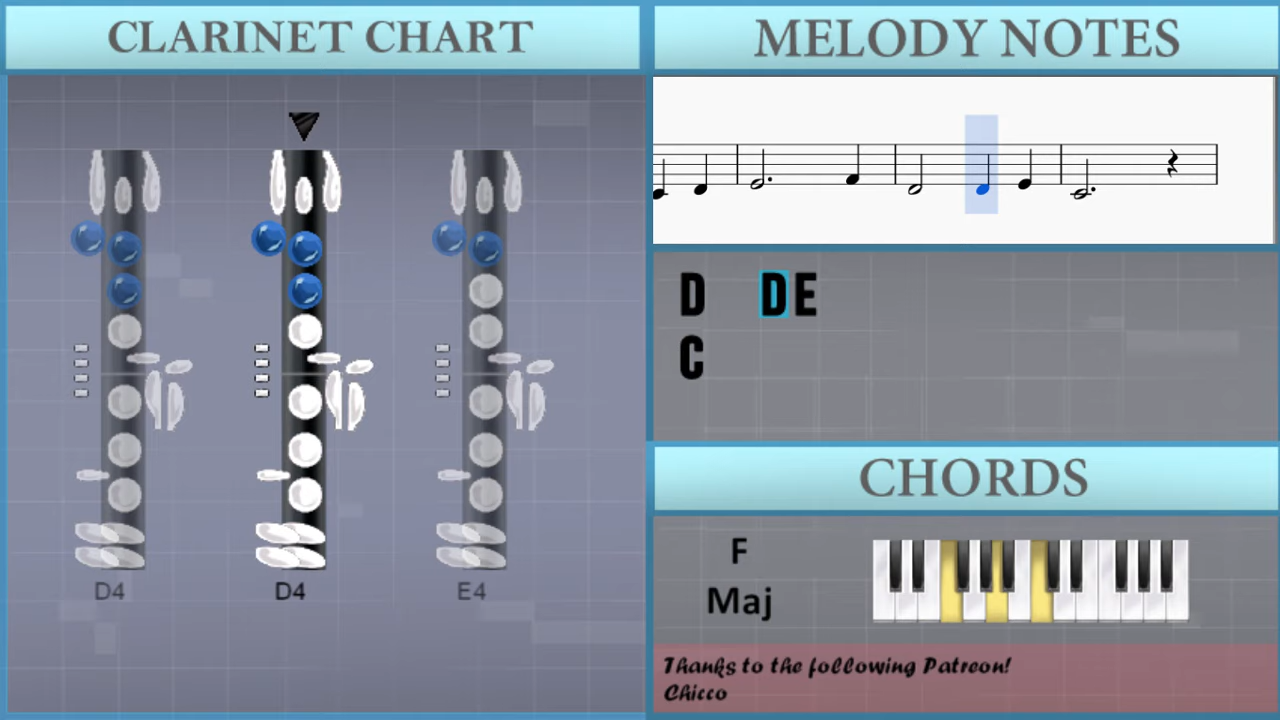 CLARINET CHART
D4 D4 E4
MELODY NOTES
D DE
C
CHORDS
F
Maj
Thanks to the following Patreon!
Chicco